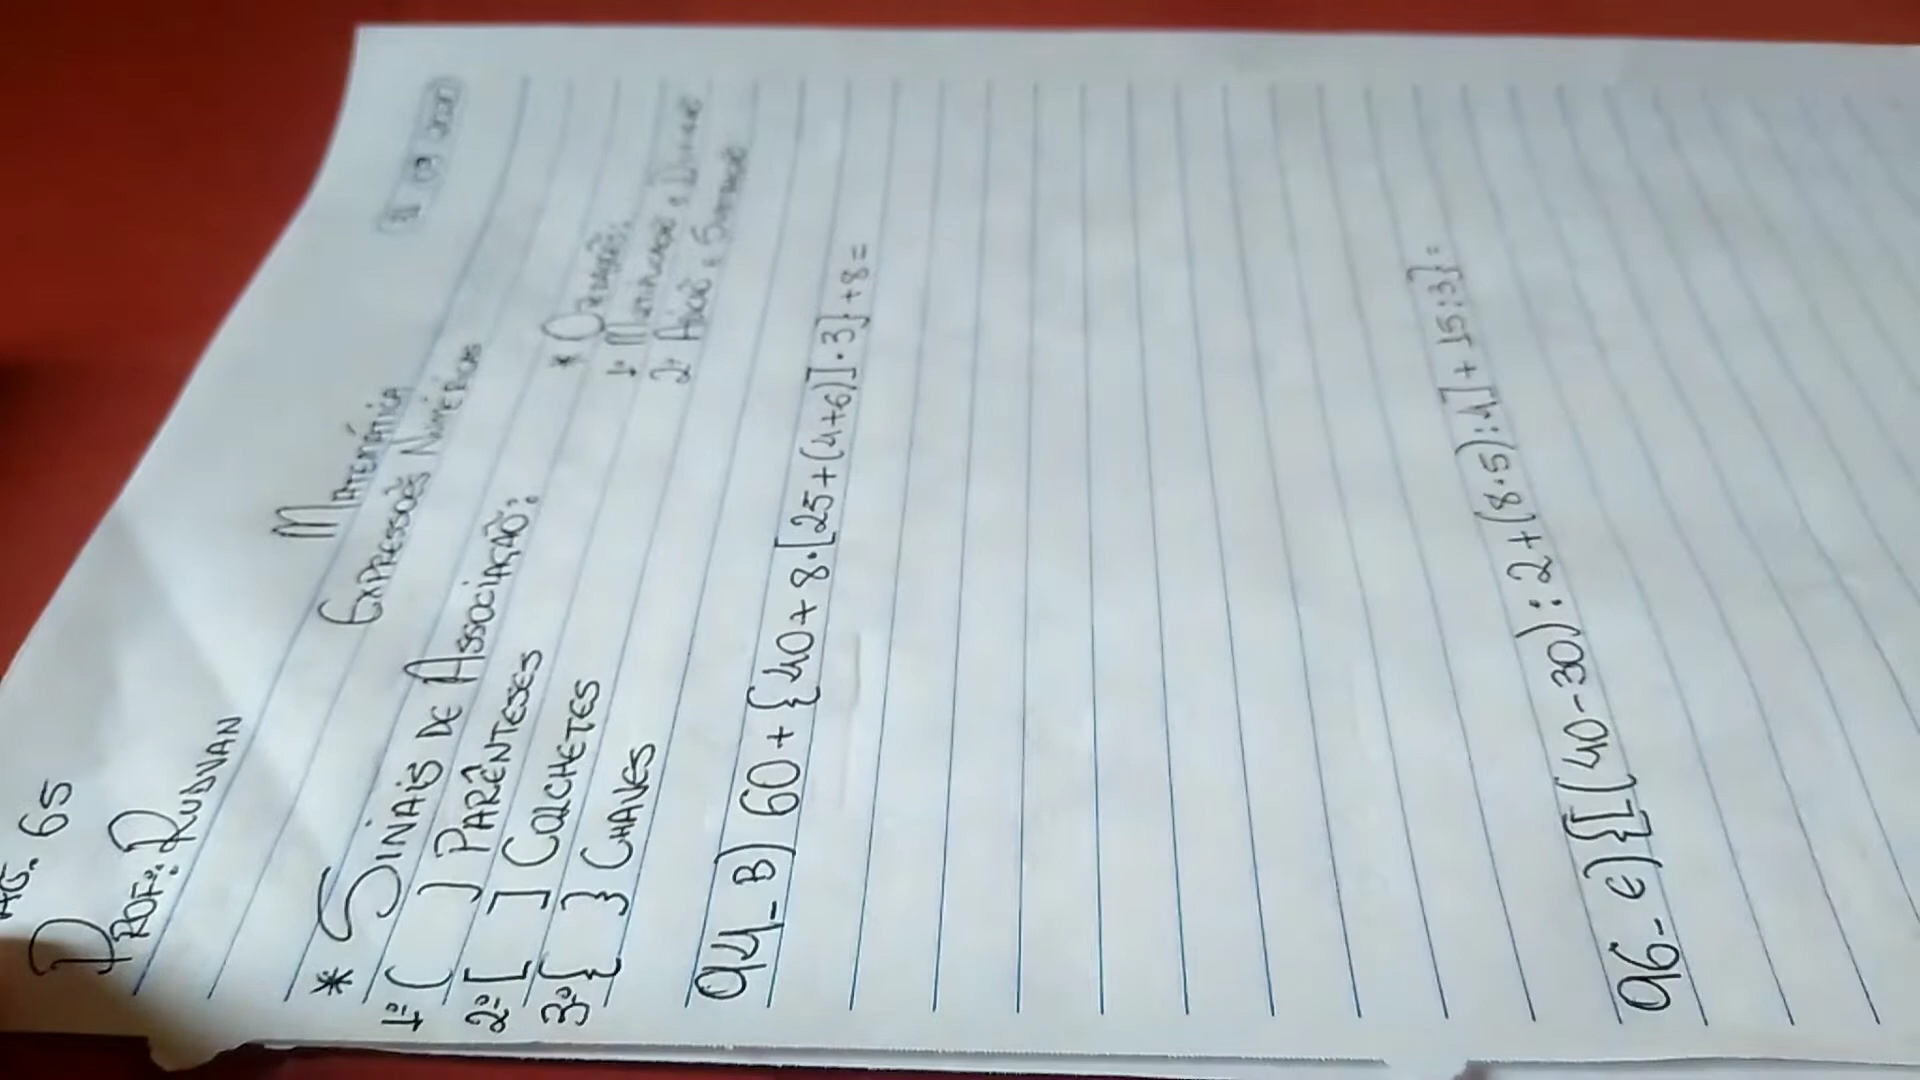 Pág. 65
Prof: Rudvan
Matemática
Expressões Numéricas
* Sinais de Associação:
1º ( ) Parênteses
2º [ ] Colchetes
3º { } Chaves
* Operações:
1º Multiplicação e Divisão
2º Adição e Subtração
94- B) 60 + {40 + 8 · [25 + (4+6)] · 3} + 8 =
96- e) {[(40 - 30) : 2 + (8 · 5) : 4] + 15 : 3} =